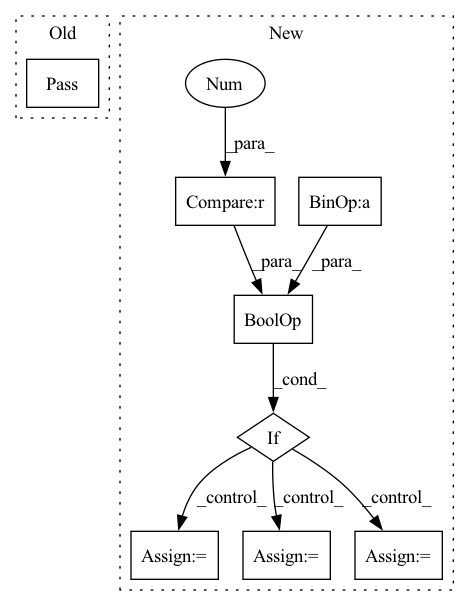 Old
New
Pass
Num
_para_
Compare:r
BinOp:a
_para_
_para_
BoolOp
_cond_
If
_control_
_control_
_control_
Assign:=
Assign:=
Assign:=